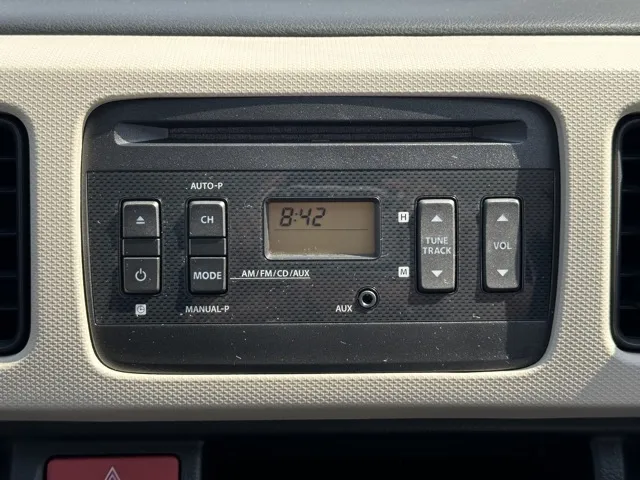 AUTO-P
CH
8:42
H
TUNE
TRACK
VOL
MODE
AM/FM/CD/AUX
M
C
MANUAL-P
AUX